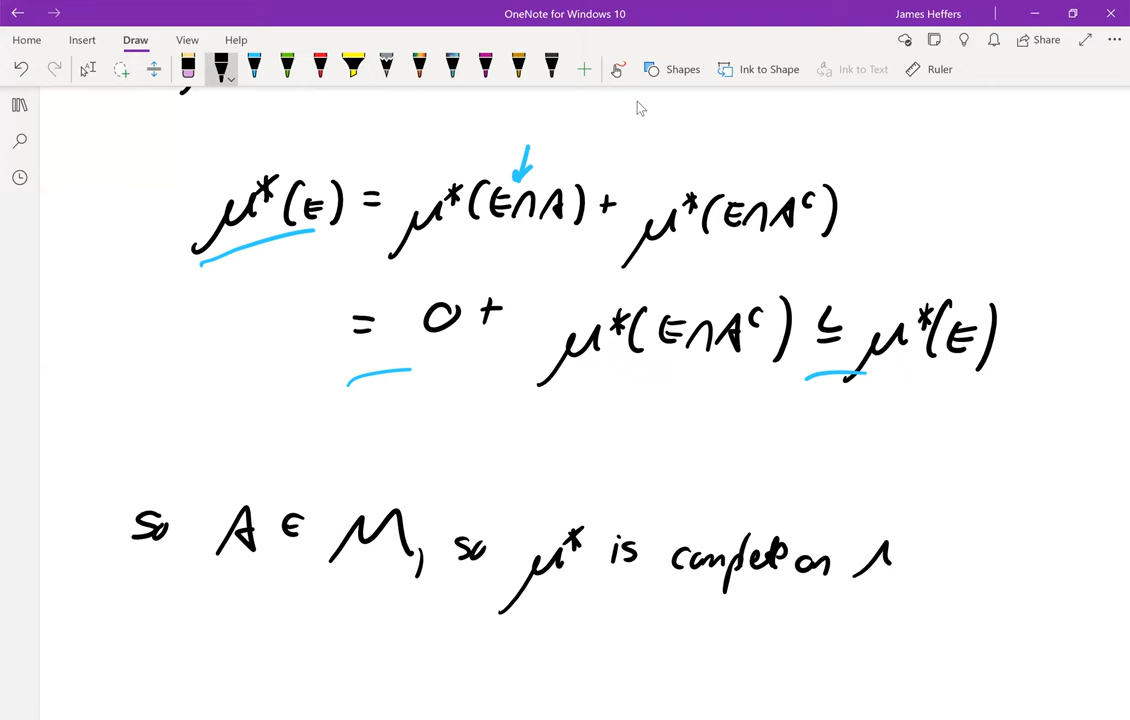 OneNote for Windows 10
James Heffers
Home Insert Draw View Help
Share
Shapes Ink to Shape Ink to Text Ruler
μ*(E) = μ*(E∩A) + μ*(E∩Aᶜ)
= 0 + μ*(E∩Aᶜ) ≤ μ*(E)
so A ∈ M, so μ* is complete on